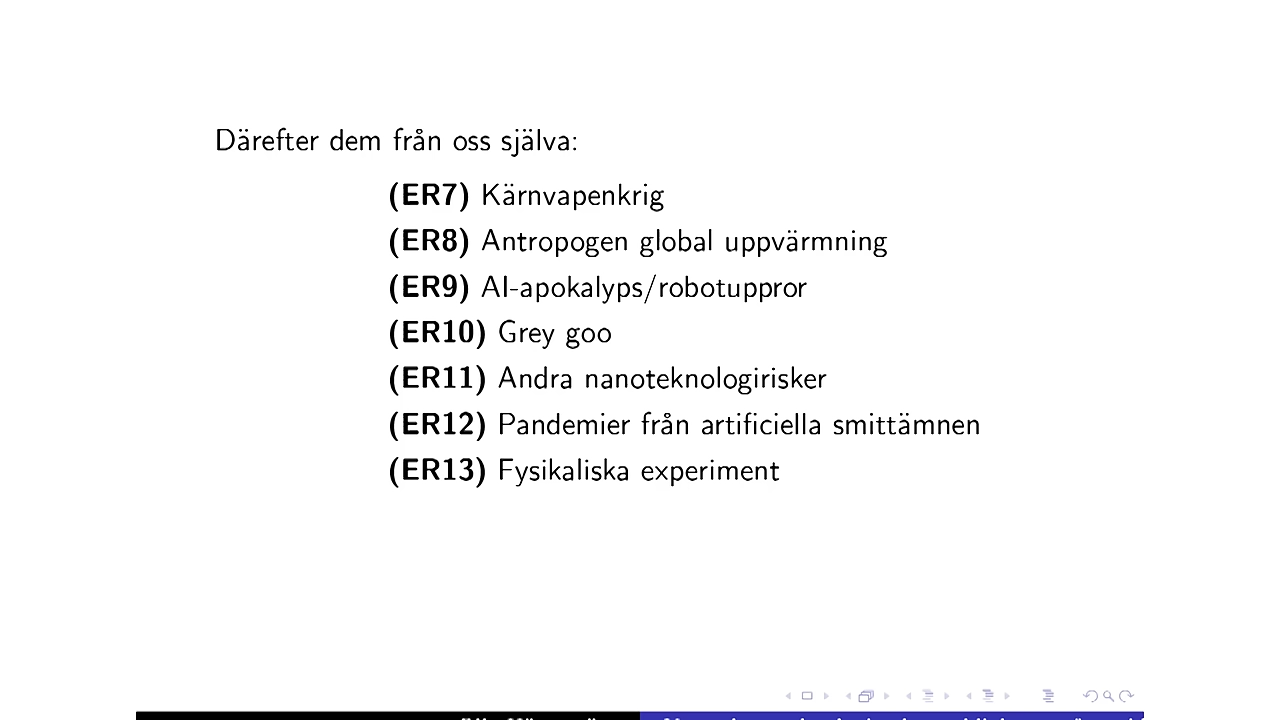 Därefter dem från oss själva:
(ER7) Kärnvapenkrig
(ER8) Antropogen global uppvärmning
(ER9) AI-apokalyps/robotuppror
(ER10) Grey goo
(ER11) Andra nanoteknologirisker
(ER12) Pandemier från artificiella smittämnen
(ER13) Fysikaliska experiment